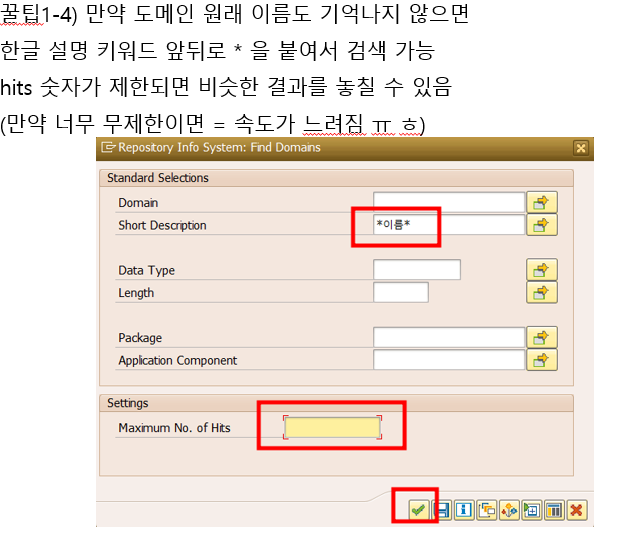 꿀팁1-4) 만약 도메인 원래 이름도 기억나지 않으면
한글 설명 키워드 앞뒤로 * 을 붙여서 검색 가능
hits 숫자가 제한되면 비슷한 결과를 놓칠 수 있음
(만약 너무 무제한이면 = 속도가 느려짐 ㅠ ㅎ)
Repository Info System: Find Domains
Standard Selections
Domain
Short Description *이름*
Data Type
Length
Package
Application Component
Settings
Maximum No. of Hits